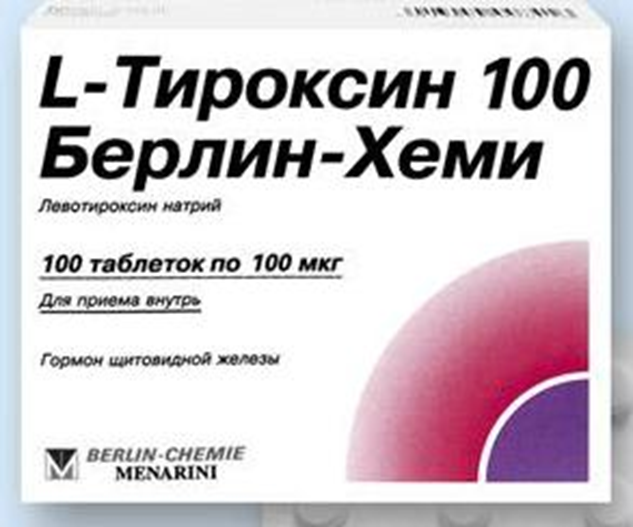 L-Тироксин 100
Берлин-Хеми
Левотироксин натрий
100 таблеток по 100 мкг
Для приема внутрь
Гормон щитовидной железы
BERLIN-CHEMIE
MENARINI